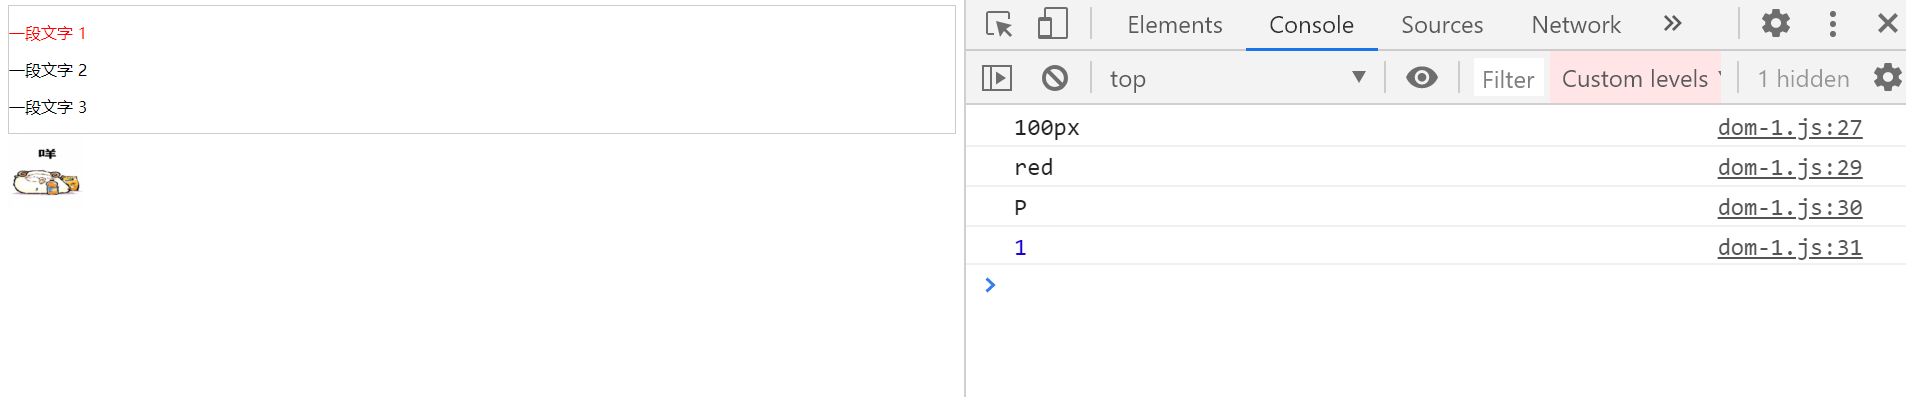 一段文字 1
一段文字 2
一段文字 3
咩
Elements Console Sources Network
top Filter Custom levels 1 hidden
100px dom-1.js:27
red dom-1.js:29
P dom-1.js:30
1 dom-1.js:31